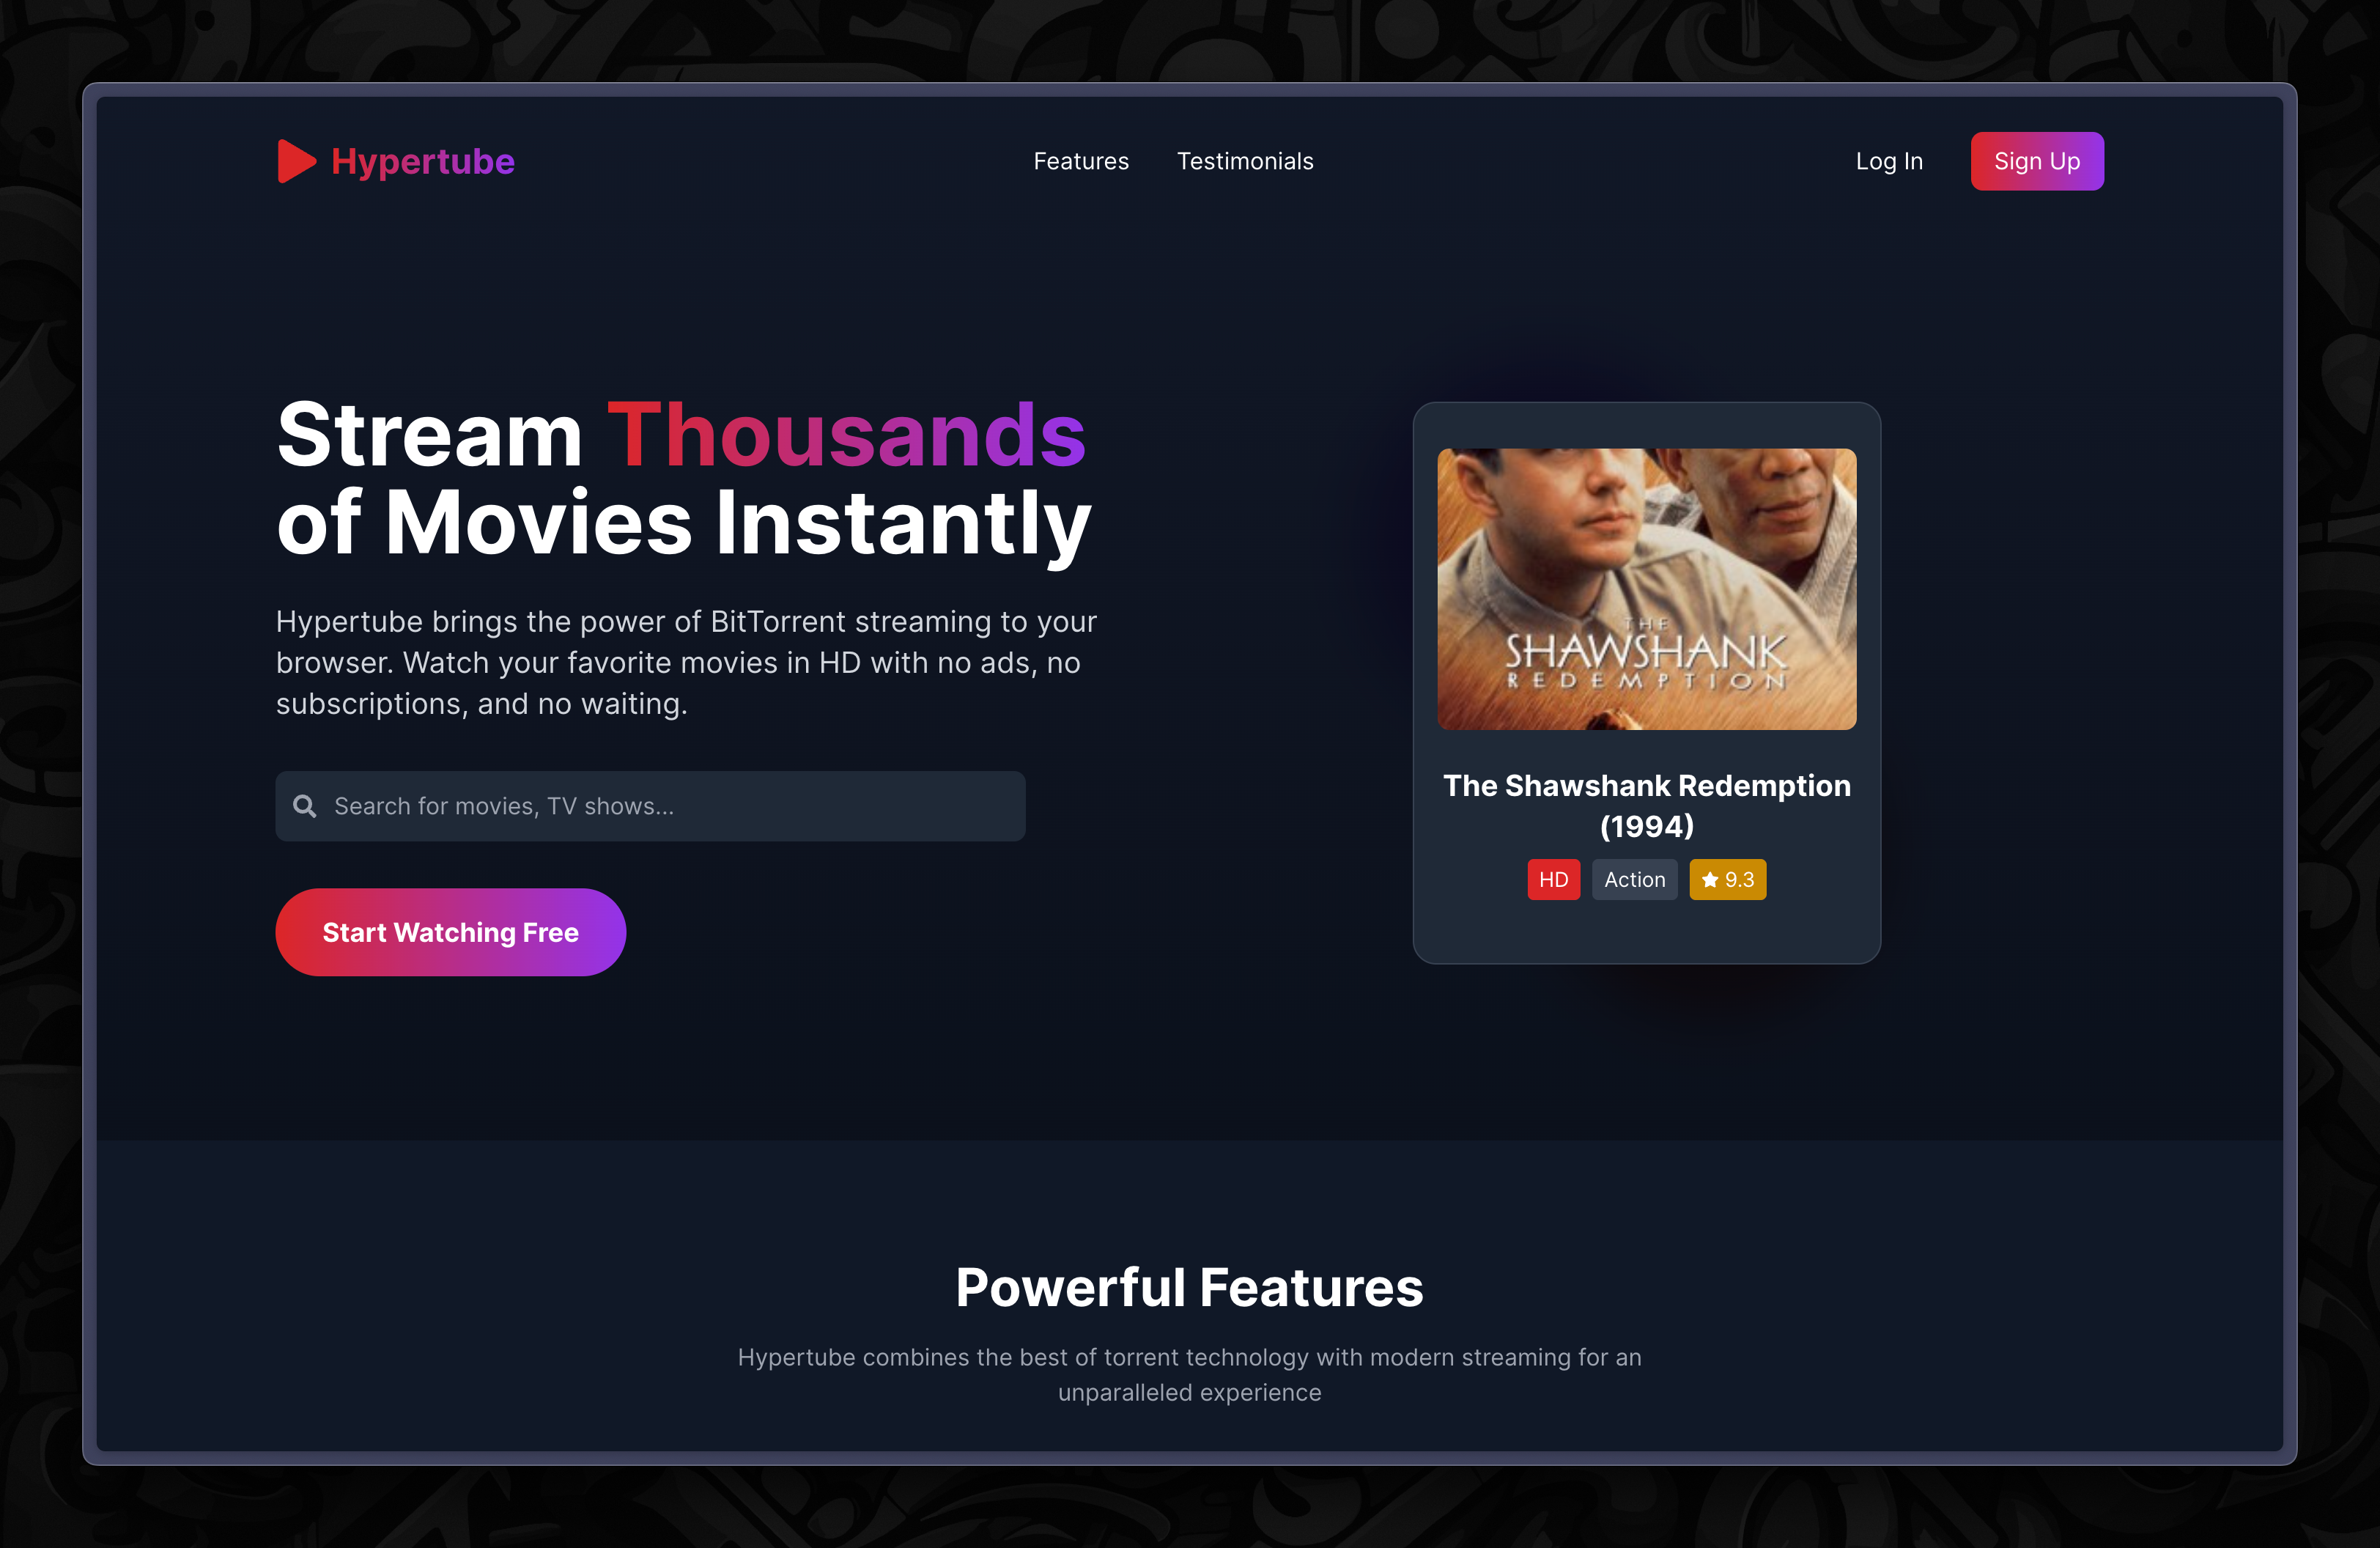 Hypertube
Features
Testimonials
Log In
Sign Up
Stream Thousands
of Movies Instantly
Hypertube brings the power of BitTorrent streaming to your
browser. Watch your favorite movies in HD with no ads, no
subscriptions, and no waiting.
Search for movies, TV shows...
Start Watching Free
THE
SHAWSHANK
REDEMPTION
The Shawshank Redemption
(1994)
HD
Action
9.3
Powerful Features
Hypertube combines the best of torrent technology with modern streaming for an
unparalleled experience